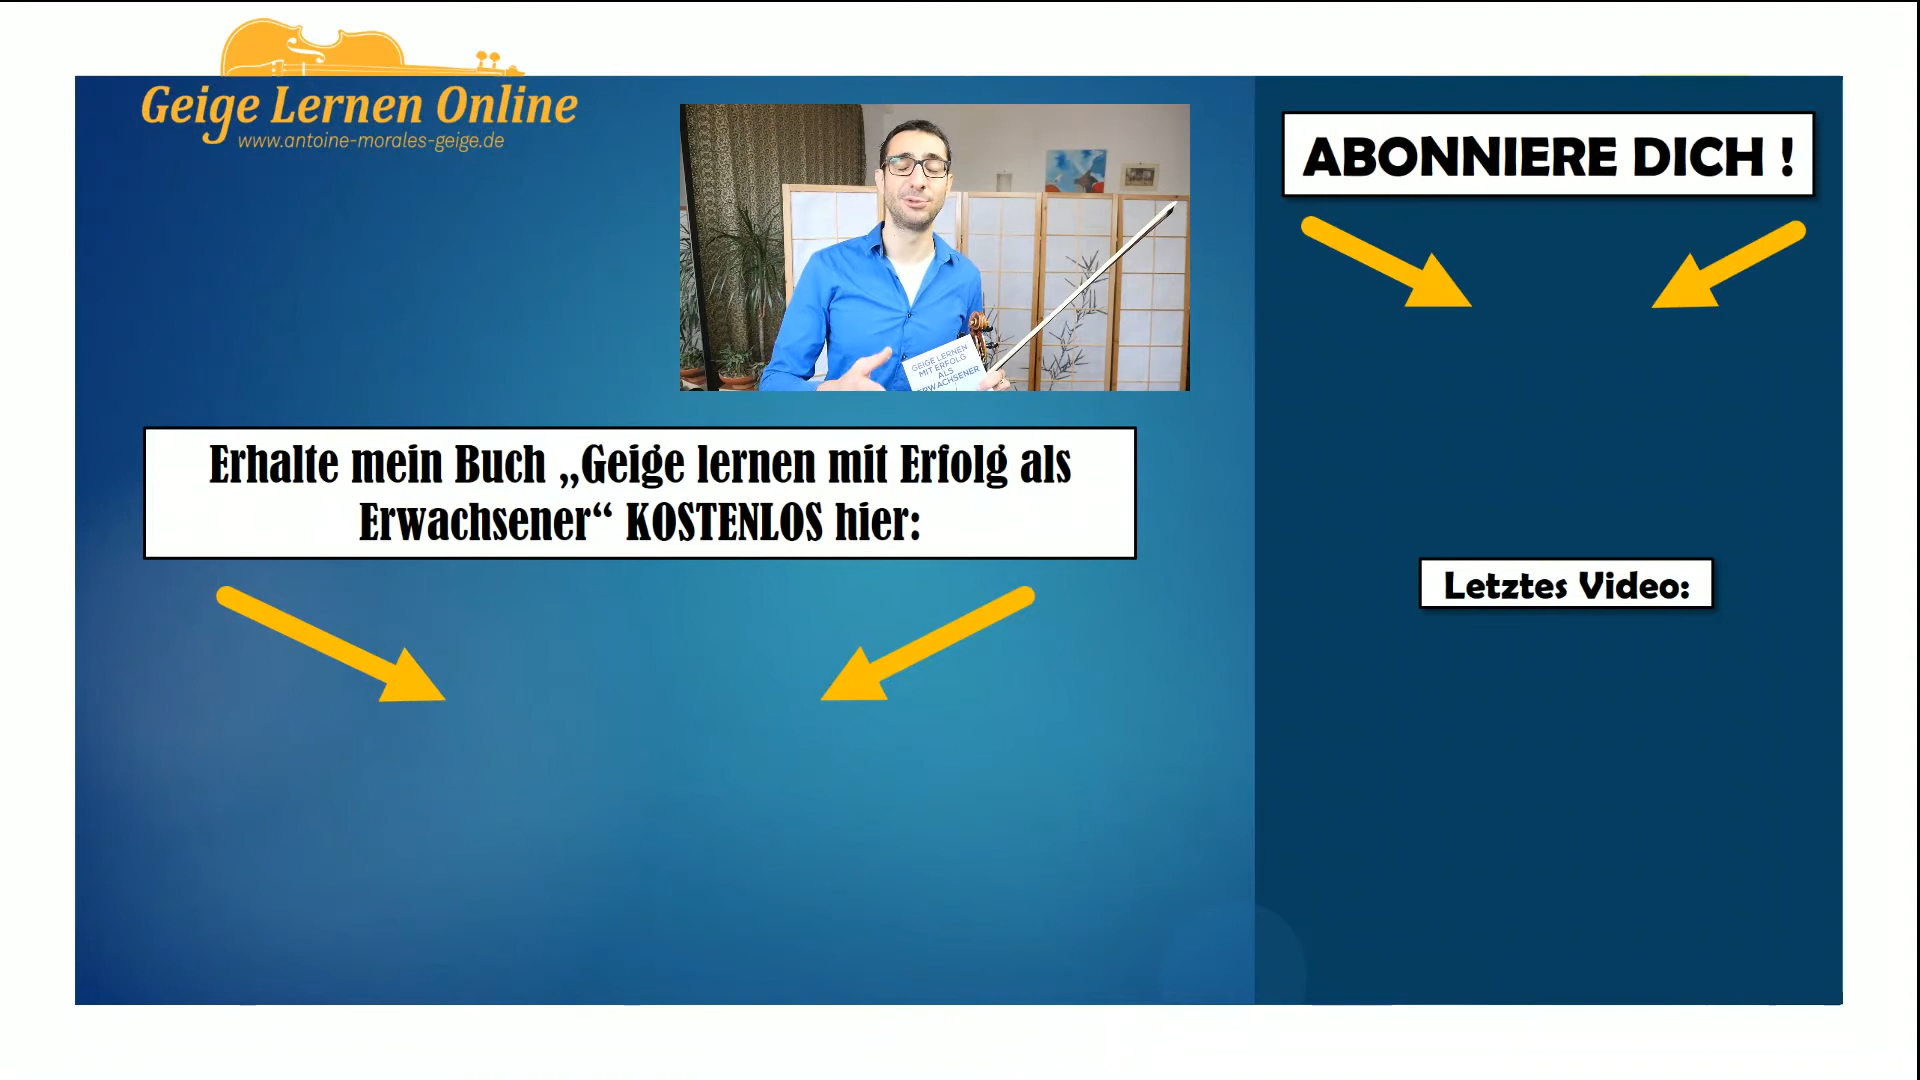 Geige Lernen Online
www.antoine-morales-geige.de
ABONNIERE DICH !
GEIGE LERNEN
MIT ERFOLG
ALS
ERWACHSENER
Erhalte mein Buch „Geige lernen mit Erfolg als
Erwachsener“ KOSTENLOS hier:
Letztes Video: